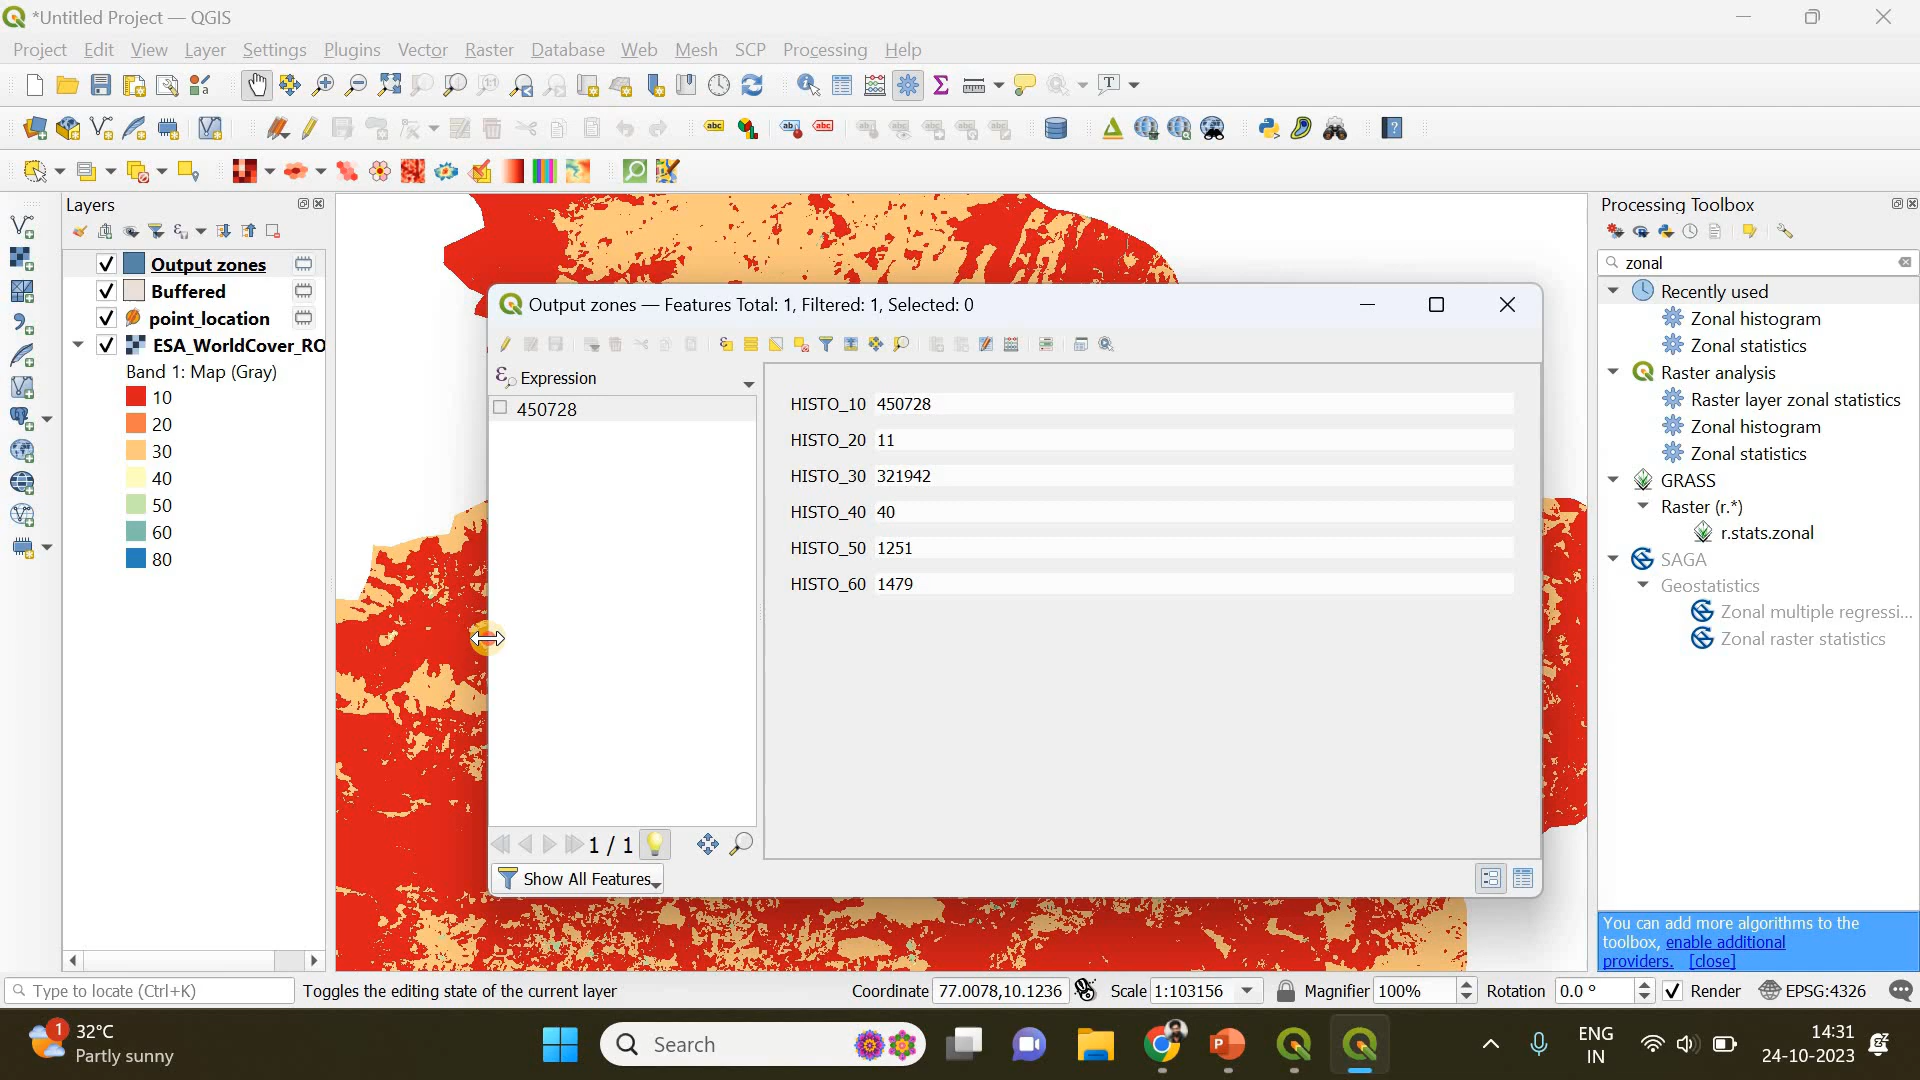 *Untitled Project — QGIS
Project Edit View Layer Settings Plugins Vector Raster Database Web Mesh SCP Processing Help
Layers
Output zones
Buffered
point_location
ESA_WorldCover_RO
Band 1: Map (Gray)
10
20
30
40
50
60
80
Output zones — Features Total: 1, Filtered: 1, Selected: 0
Expression
450728
HISTO_10 450728
HISTO_20 11
HISTO_30 321942
HISTO_40 40
HISTO_50 1251
HISTO_60 1479
1 / 1
Show All Features
Processing Toolbox
zonal
Recently used
Zonal histogram
Zonal statistics
Raster analysis
Raster layer zonal statistics
Zonal histogram
Zonal statistics
GRASS
Raster (r.*)
r.stats.zonal
SAGA
Geostatistics
Zonal multiple regressi...
Zonal raster statistics
You can add more algorithms to the
toolbox, enable additional
providers. [close]
Type to locate (Ctrl+K)
Toggles the editing state of the current layer
Coordinate 77.0078,10.1236 Scale 1:103156 Magnifier 100% Rotation 0.0 ° Render EPSG:4326
1
32°C
Partly sunny
Search
ENG
IN
14:31
24-10-2023